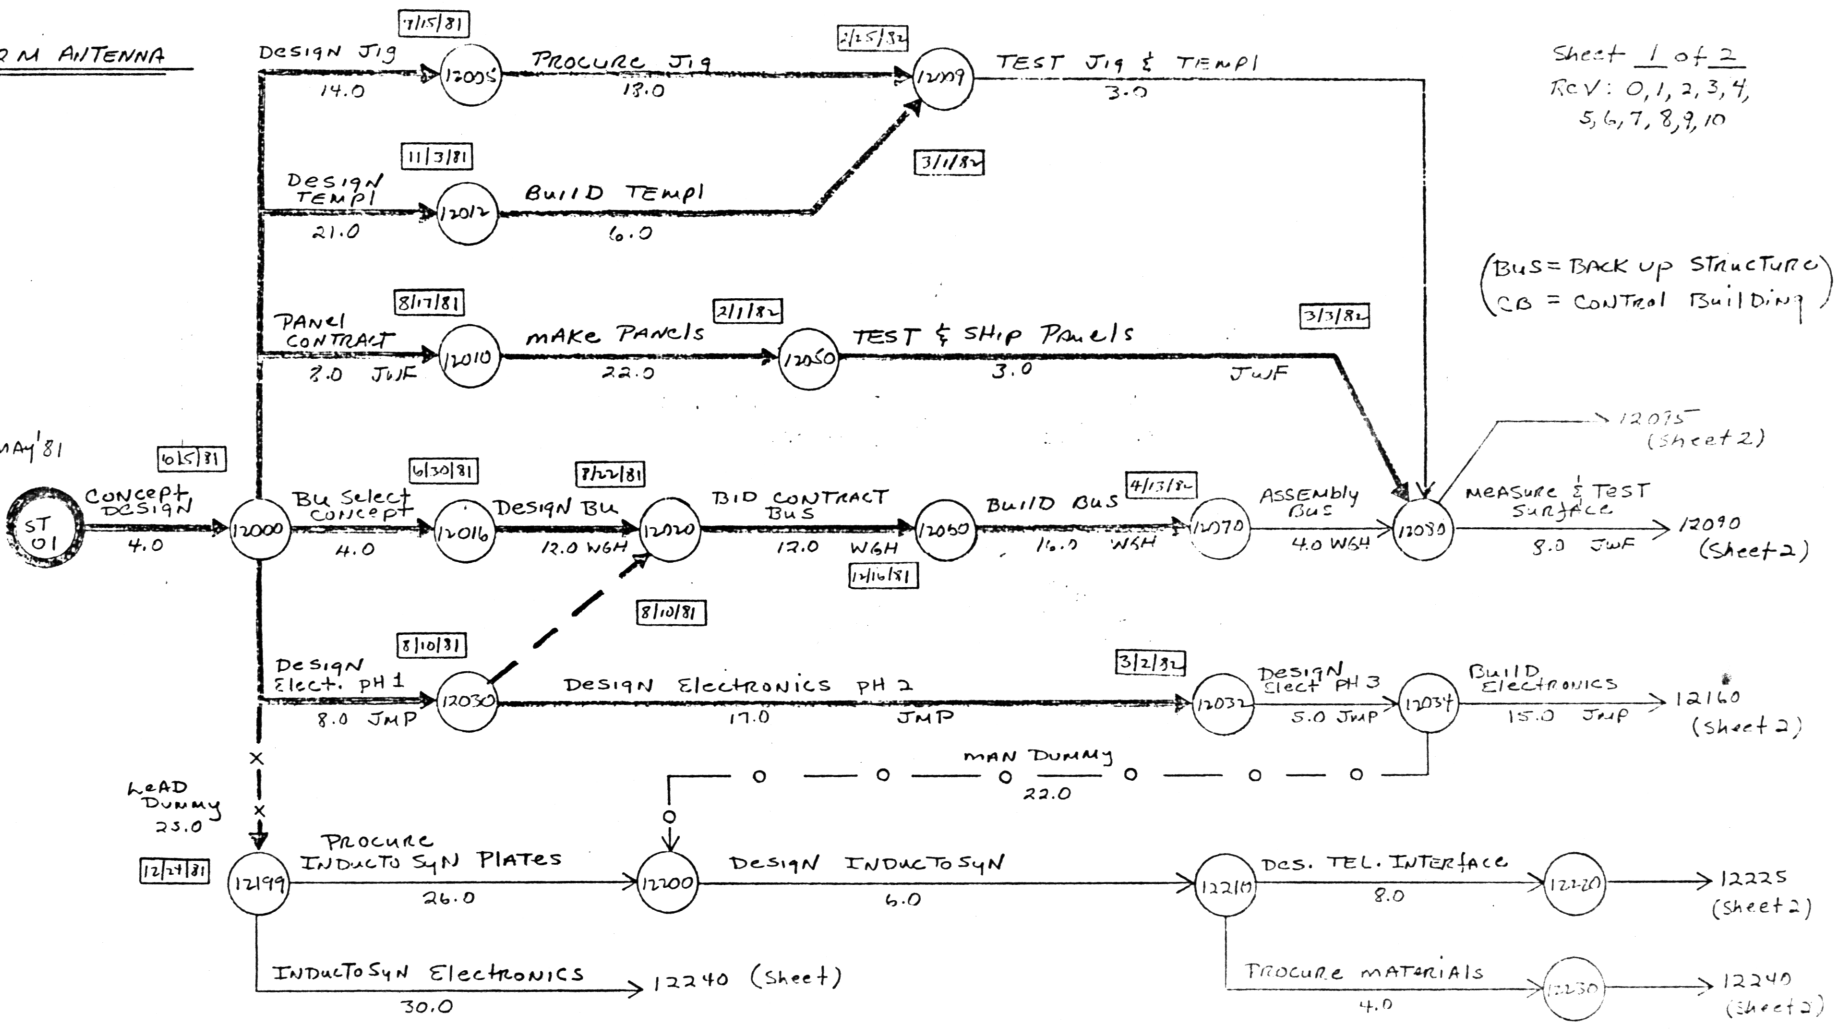 2 M ANTENNA
Sheet 1 of 2
REV: 0, 1, 2, 3, 4,
5, 6, 7, 8, 9, 10
DESIGN JIG
14.0
7/15/81
12005
PROCURE JIG
18.0
2/25/82
12009
TEST JIG & TEMPL
3.0
DESIGN
TEMPL
21.0
11/3/81
12012
BUILD TEMPL
6.0
3/1/82
(BUS = BACK UP STRUCTURE)
(CB = CONTROL BUILDING)
PANEL
CONTRACT
8.0 JWF
8/17/81
12010
MAKE PANELS
22.0
2/1/82
12050
TEST & SHIP PANELS
3.0 JWF
3/3/82
12095
(Sheet 2)
MAY '81
ST
01
CONCEPT
DESIGN
4.0
6/5/81
12000
BU SELECT
CONCEPT
4.0
6/30/81
12016
DESIGN BU
12.0 WGH
8/22/81
12020
BID CONTRACT
BUS
12.0 WGH
12/16/81
12060
BUILD BUS
16.0 WGH
4/13/82
12070
ASSEMBLY
BUS
4.0 WGH
12080
MEASURE & TEST
SURFACE
8.0 JWF
12090
(Sheet 2)
8/10/81
DESIGN
ELECT. PH 1
8.0 JMP
8/10/81
12030
DESIGN ELECTRONICS PH 2
17.0 JMP
3/2/82
12032
DESIGN
ELECT PH 3
5.0 JMP
12034
BUILD
ELECTRONICS
15.0 JMP
12160
(Sheet 2)
MAN DUMMY
22.0
LEAD
DUMMY
25.0
12/24/81
12199
PROCURE
INDUCTOSYN PLATES
26.0
12200
DESIGN INDUCTOSYN
6.0
12210
DES. TEL. INTERFACE
8.0
12220
12225
(Sheet 2)
INDUCTOSYN ELECTRONICS
30.0
12240 (Sheet)
PROCURE MATERIALS
4.0
12230
12240
(Sheet 2)